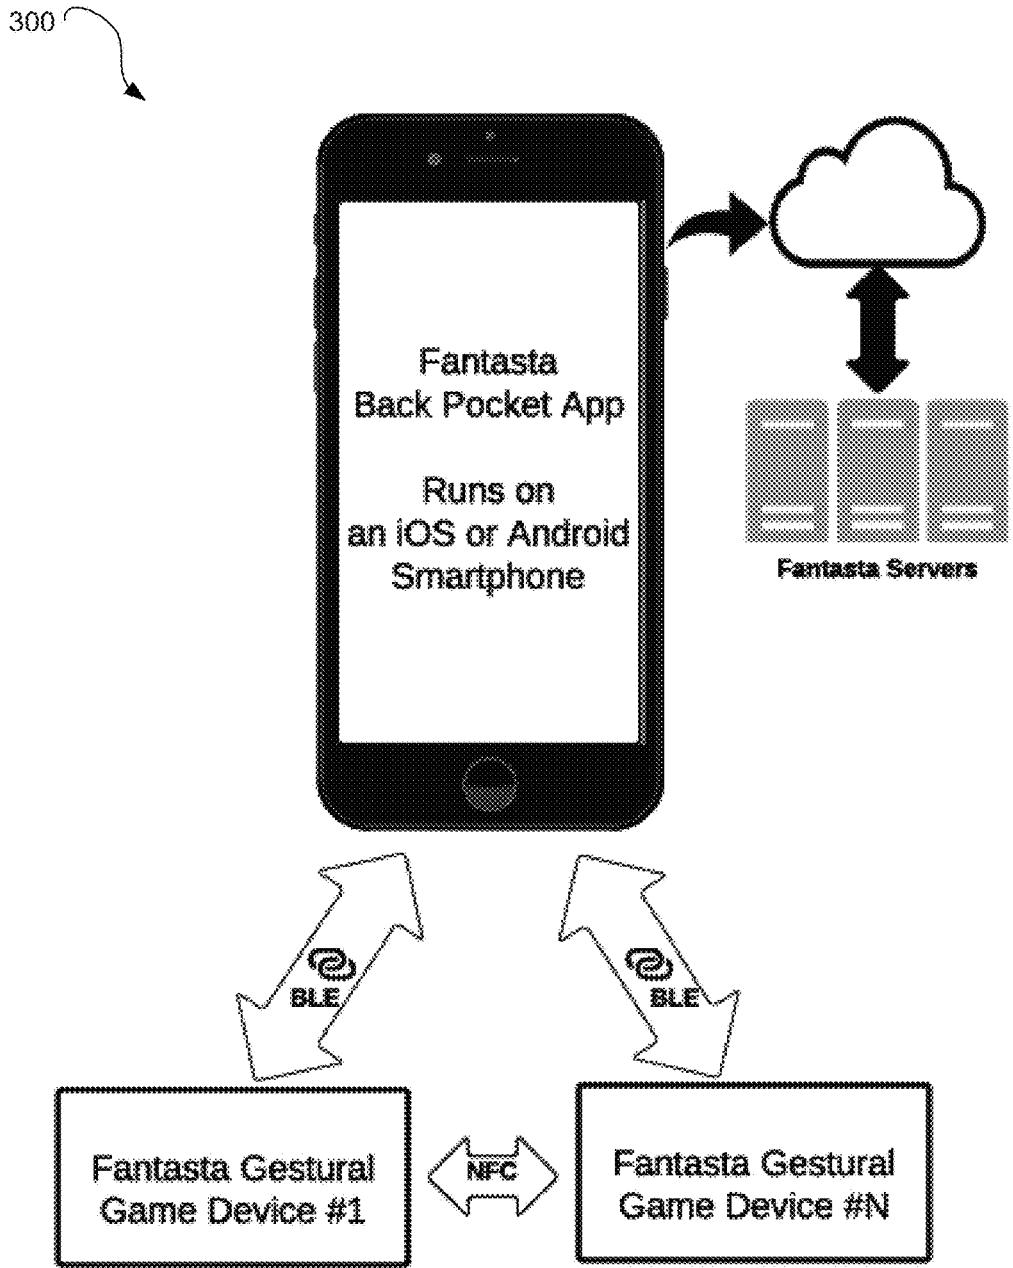 300
Fantasta
Back Pocket App
Runs on
an iOS or Android
Smartphone
Fantasta Servers
BLE
BLE
Fantasta Gestural
Game Device #1
NFC
Fantasta Gestural
Game Device #N